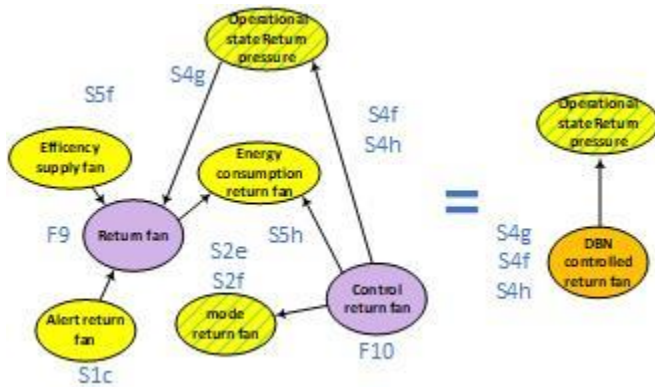 Operational
state Return
pressure
S5f
S4g
S4f
S4h
Efficency
supply fan
Energy
consumption
return fan
F9
Return fan
S5h
S2e
S2f
Alert return
fan
S1c
mode
return fan
Control
return fan
F10
=
Operational
state Return
pressure
S4g
S4f
S4h
DBN
controlled
return fan